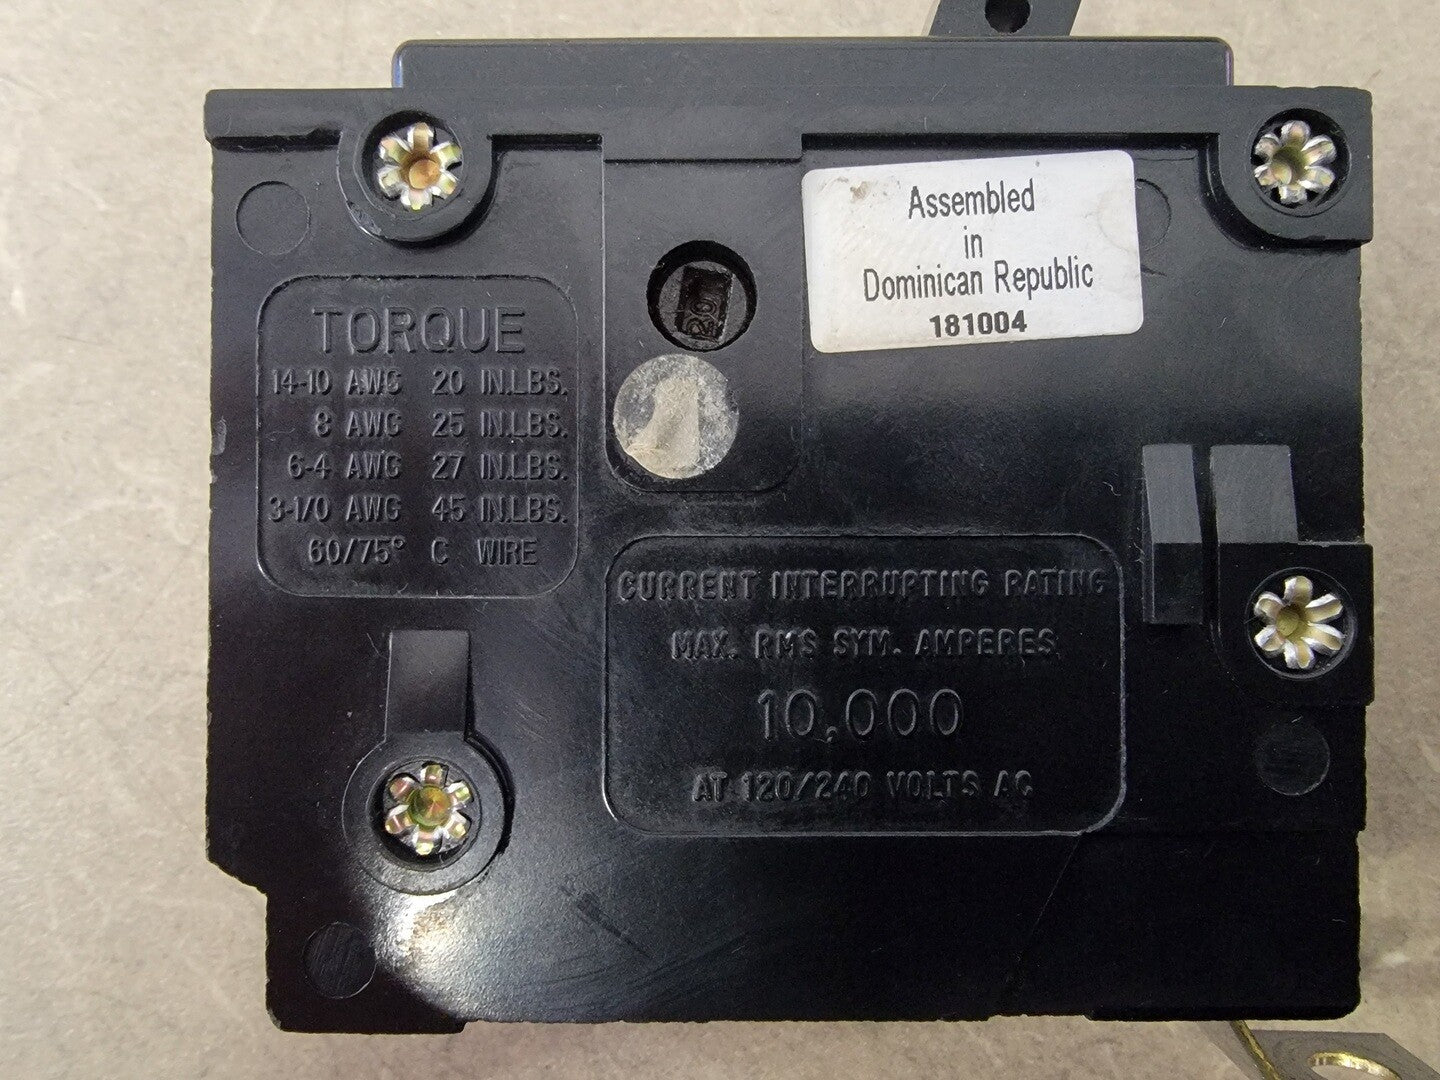 Assembled
in
Dominican Republic
181004
TORQUE
14-10 AWG 20 IN.LBS.
8 AWG 25 IN.LBS.
6-4 AWG 27 IN.LBS.
3-1/0 AWG 45 IN.LBS.
60/75° C WIRE
CURRENT INTERRUPTING RATING
MAX. RMS SYM. AMPERES
10,000
AT 120/240 VOLTS AC